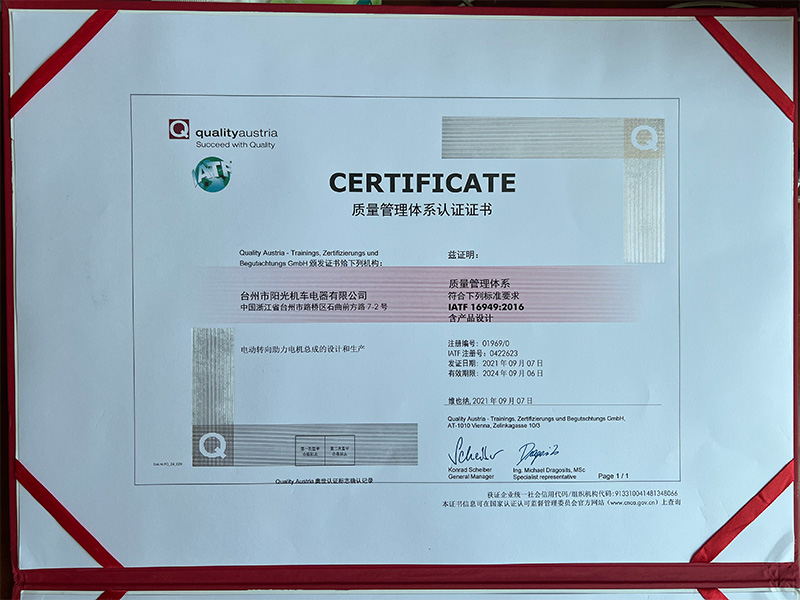 Q qualityaustria
Succeed with Quality
IATF
Q
CERTIFICATE
质量管理体系认证证书
Quality Austria - Trainings, Zertifizierungs und
Begutachtungs GmbH 颁发证书给下列机构:
兹证明:
台州市阳光机车电器有限公司
中国浙江省台州市路桥区石曲前方路 7-2 号
质量管理体系
符合下列标准要求
IATF 16949:2016
含产品设计
电动转向助力电机总成的设计和生产
注册编号: 01969/0
IATF 注册号: 0422623
发证日期: 2021 年 09 月 07 日
有效期限: 2024 年 09 月 06 日
维也纳, 2021 年 09 月 07 日
Quality Austria - Trainings, Zertifizierungs und Begutachtungs GmbH,
AT-1010 Vienna, Zelinkagasse 10/3
Q
Konrad Scheiber
General Manager
Ing. Michael Dragosits, MSc
Specialist representative
Page 1 / 1
Quality Austria 奥世认证标志确认记录
获证企业统一社会信用代码/组织机构代码: 913310041481348066
本证书信息可在国家认证认可监督管理委员会官方网站 (www.cnca.gov.cn) 上查询